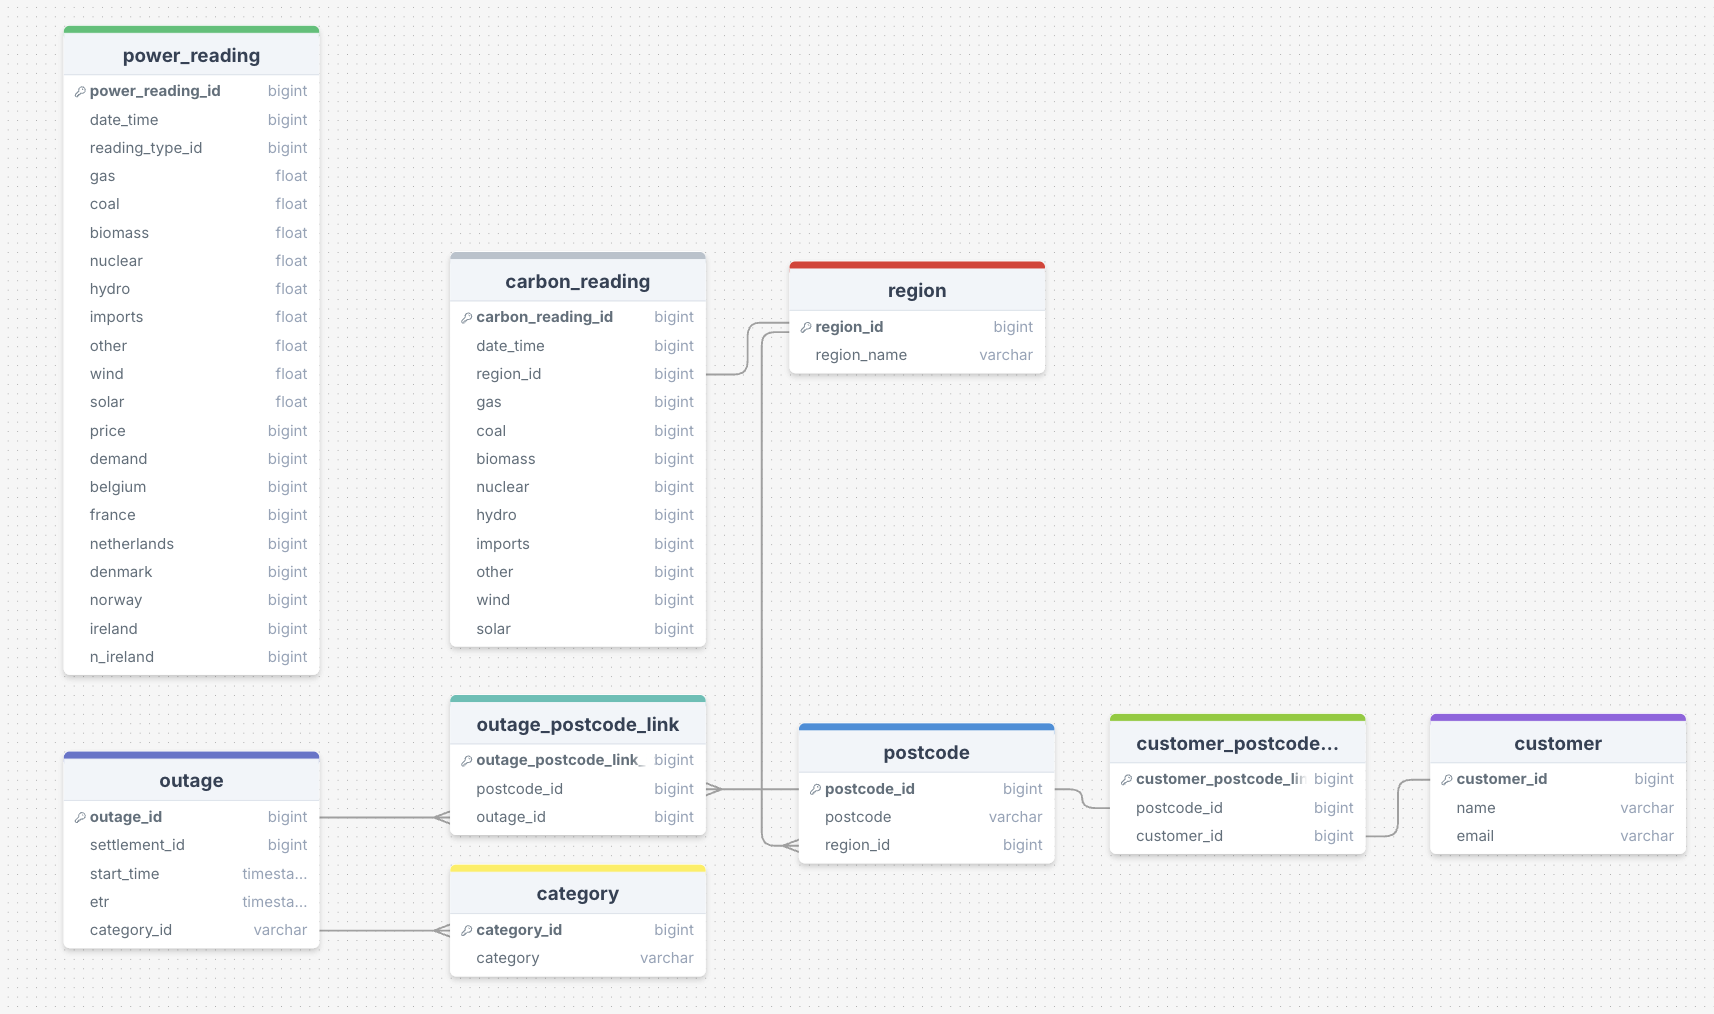 power_reading
power_reading_id bigint
date_time bigint
reading_type_id bigint
gas float
coal float
biomass float
nuclear float
hydro float
imports float
other float
wind float
solar float
price bigint
demand bigint
belgium bigint
france bigint
netherlands bigint
denmark bigint
norway bigint
ireland bigint
n_ireland bigint
carbon_reading
carbon_reading_id bigint
date_time bigint
region_id bigint
gas bigint
coal bigint
biomass bigint
nuclear bigint
hydro bigint
imports bigint
other bigint
wind bigint
solar bigint
region
region_id bigint
region_name varchar
outage
outage_id bigint
settlement_id bigint
start_time timesta...
etr timesta...
category_id varchar
outage_postcode_link
outage_postcode_link_ bigint
postcode_id bigint
outage_id bigint
category
category_id bigint
category varchar
postcode
postcode_id bigint
postcode varchar
region_id bigint
customer_postcode...
customer_postcode_lin bigint
postcode_id bigint
customer_id bigint
customer
customer_id bigint
name varchar
email varchar